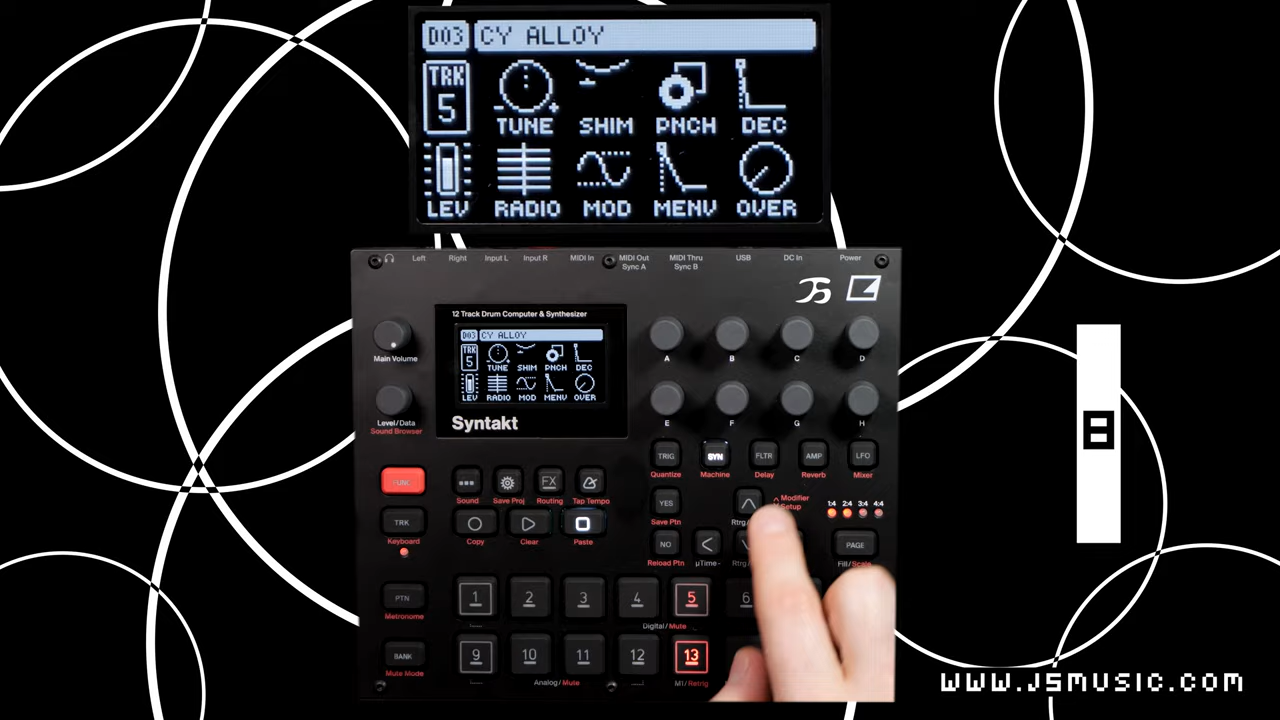 D03 CY ALLOY
TRK 5
TUNE SHIM PNCH DEC
LEV RADIO MOD MENV OVER
Left Right Input L Input R MIDI In MIDI Out Sync A MIDI Thru Sync B USB DC In Power
JS
12 Track Drum Computer & Synthesizer
D03 CY ALLOY
TRK 5
TUNE SHIM PNCH DEC
LEV RADIO MOD MENV OVER
Syntakt
Main Volume
Level/Data
Sound Browser
A B C D
E F G H
TRIG SYN FLTR AMP LFO
Quantize Machine Delay Reverb Mixer
FUNC
FX
Sound Save Proj Routing Tap Tempo
YES
Save Ptn
Modifier
Setup
1:4 2:4 3:4 4:4
TRK
Keyboard
Copy Clear Paste
NO
Reload Ptn
µTime-
PAGE
Fill/Scale
PTN
Metronome
1 2 3 4 5 6
Digital/Mute
BANK
Mute Mode
9 10 11 12 13
Analog/Mute
M1/Retrig
8
www.jsmusic.com